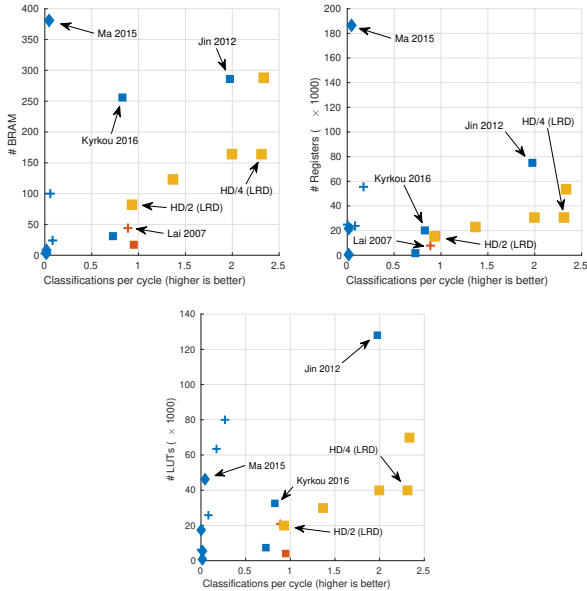 400
350
300
250
200
150
100
50
0
# BRAM
Ma 2015
Jin 2012
Kyrkou 2016
HD/4 (LRD)
HD/2 (LRD)
Lai 2007
0 0.5 1 1.5 2 2.5
Classifications per cycle (higher is better)
200
180
160
140
120
100
80
60
40
20
0
# Registers ( × 1000)
Ma 2015
Jin 2012
HD/4 (LRD)
Kyrkou 2016
Lai 2007
HD/2 (LRD)
0 0.5 1 1.5 2 2.5
Classifications per cycle (higher is better)
140
120
100
80
60
40
20
0
# LUTs ( × 1000)
Jin 2012
HD/4 (LRD)
Ma 2015
Kyrkou 2016
HD/2 (LRD)
0 0.5 1 1.5 2 2.5
Classifications per cycle (higher is better)